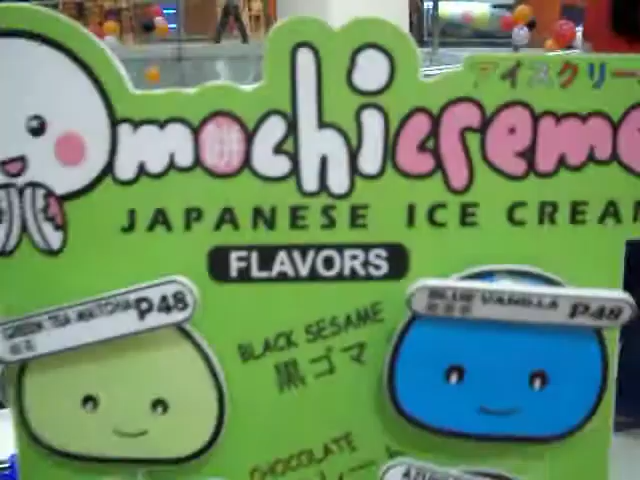 アイスクリー
mochicreme
JAPANESE ICE CREAM
FLAVORS
GREEN TEA MATCHA P48
BLUE VANILLA P48
BLACK SESAME
黒ゴマ
CHOCOLATE